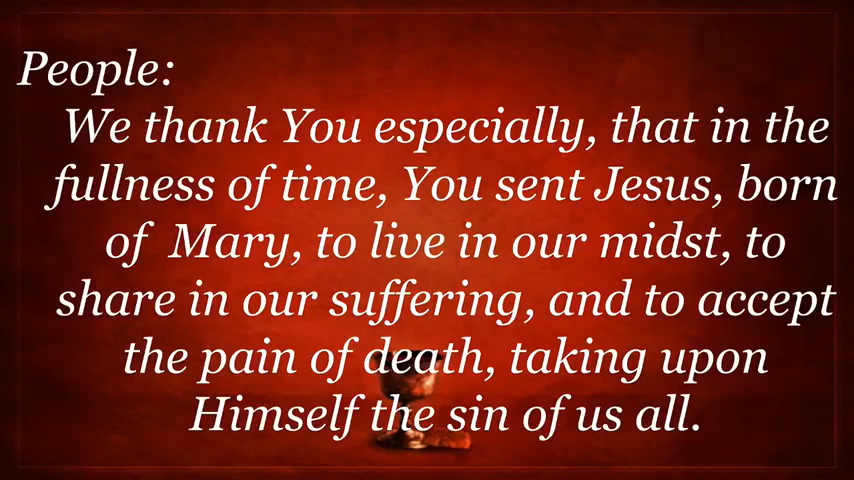 People:
We thank You especially, that in the
fullness of time, You sent Jesus, born
of Mary, to live in our midst, to
share in our suffering, and to accept
the pain of death, taking upon
Himself the sin of us all.